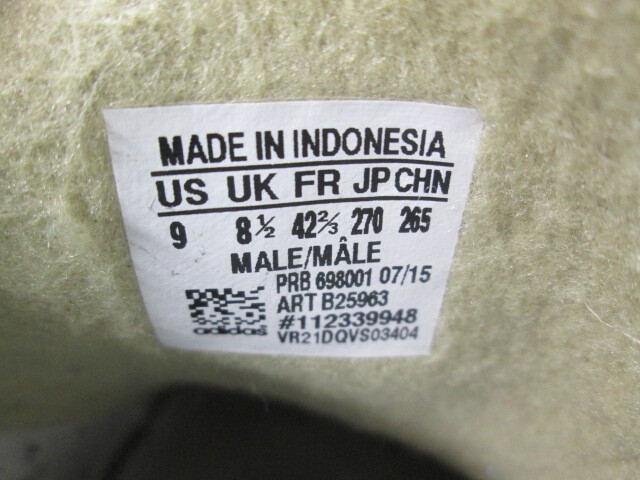 MADE IN INDONESIA
US UK FR JP CHN
9 8½ 42⅔ 270 265
MALE/MÂLE
PRB 698001 07/15
ART B25963
#112339948
adidas VR21DQVS03404